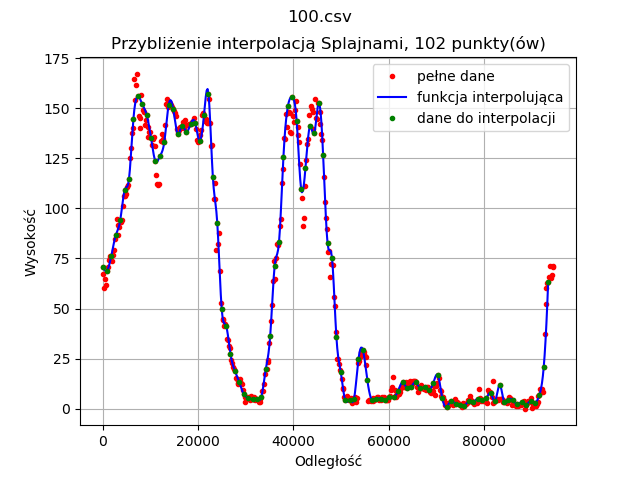 100.csv
Przybliżenie interpolacją Splajnami, 102 punkty(ów)
175
150
125
100
75
50
25
0
Wysokość
pełne dane
funkcja interpolująca
dane do interpolacji
0
20000
40000
60000
80000
Odległość